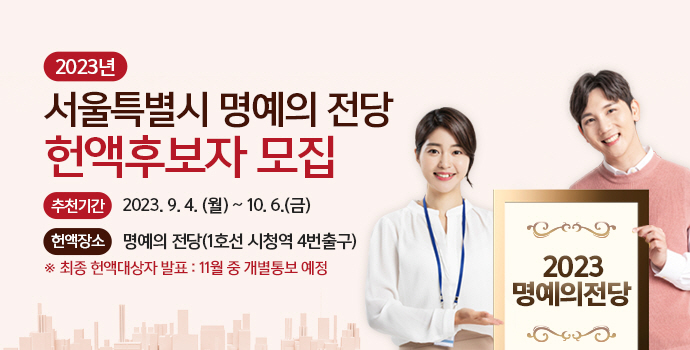 2023년
서울특별시 명예의 전당
헌액후보자 모집
추천기간 2023. 9. 4. (월) ~ 10. 6.(금)
헌액장소 명예의 전당(1호선 시청역 4번출구)
※ 최종 헌액대상자 발표 : 11월 중 개별통보 예정
2023
명예의전당